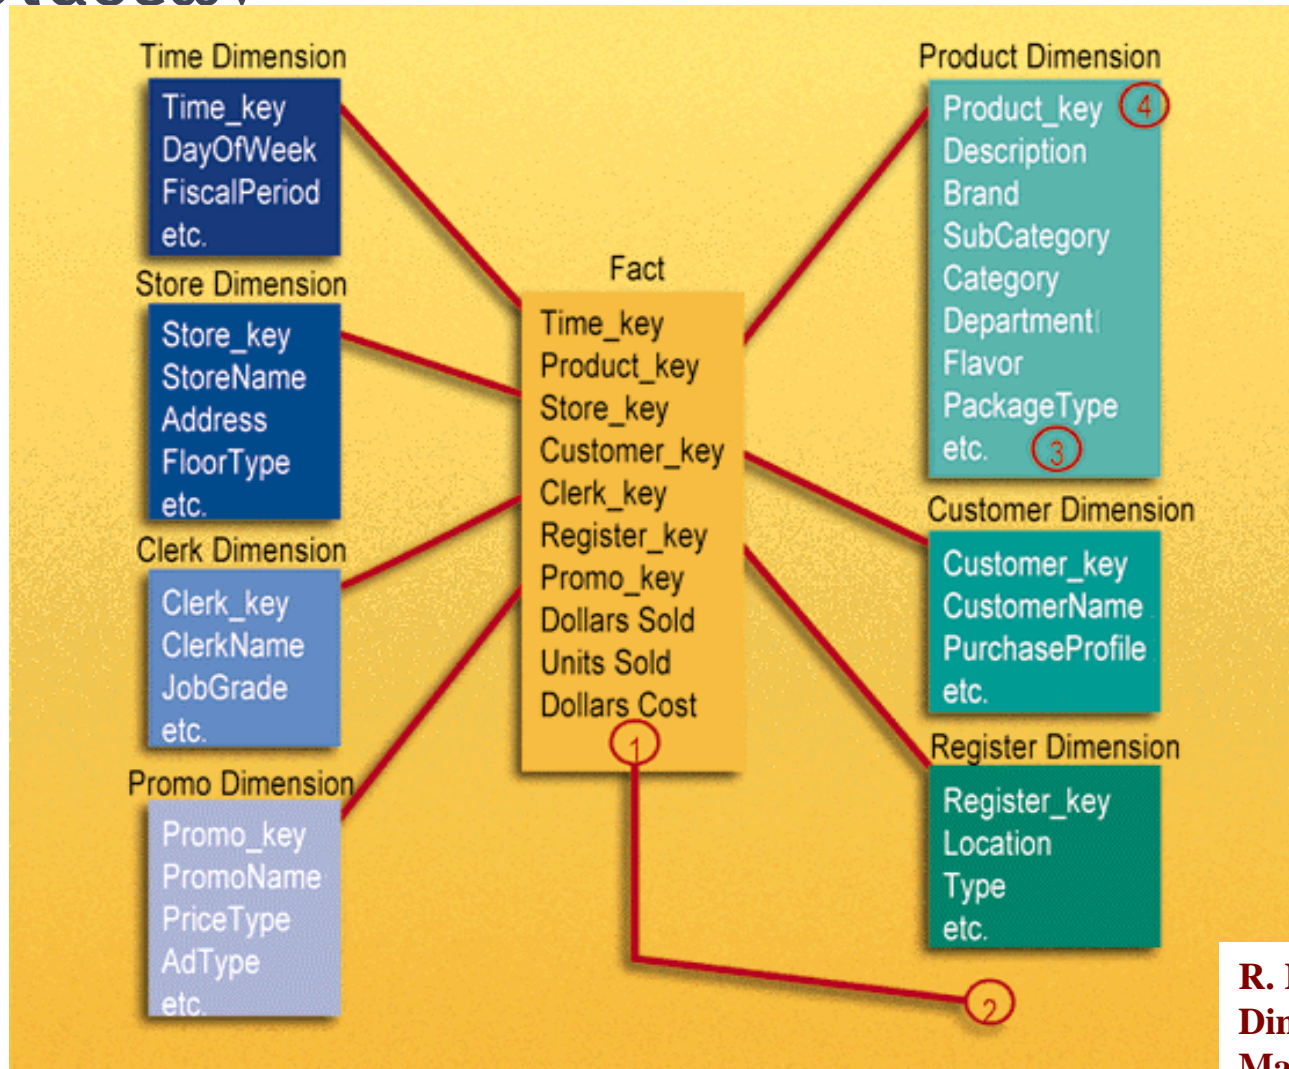 Time Dimension
Time_key
DayOfWeek
FiscalPeriod
etc.
Store Dimension
Store_key
StoreName
Address
FloorType
etc.
Clerk Dimension
Clerk_key
ClerkName
JobGrade
etc.
Promo Dimension
Promo_key
PromoName
PriceType
AdType
etc.
Fact
Time_key
Product_key
Store_key
Customer_key
Clerk_key
Register_key
Promo_key
Dollars Sold
Units Sold
Dollars Cost
1
2
Product Dimension
Product_key 4
Description
Brand
SubCategory
Category
Department
Flavor
PackageType
etc. 3
Customer Dimension
Customer_key
CustomerName
PurchaseProfile
etc.
Register Dimension
Register_key
Location
Type
etc.
R.